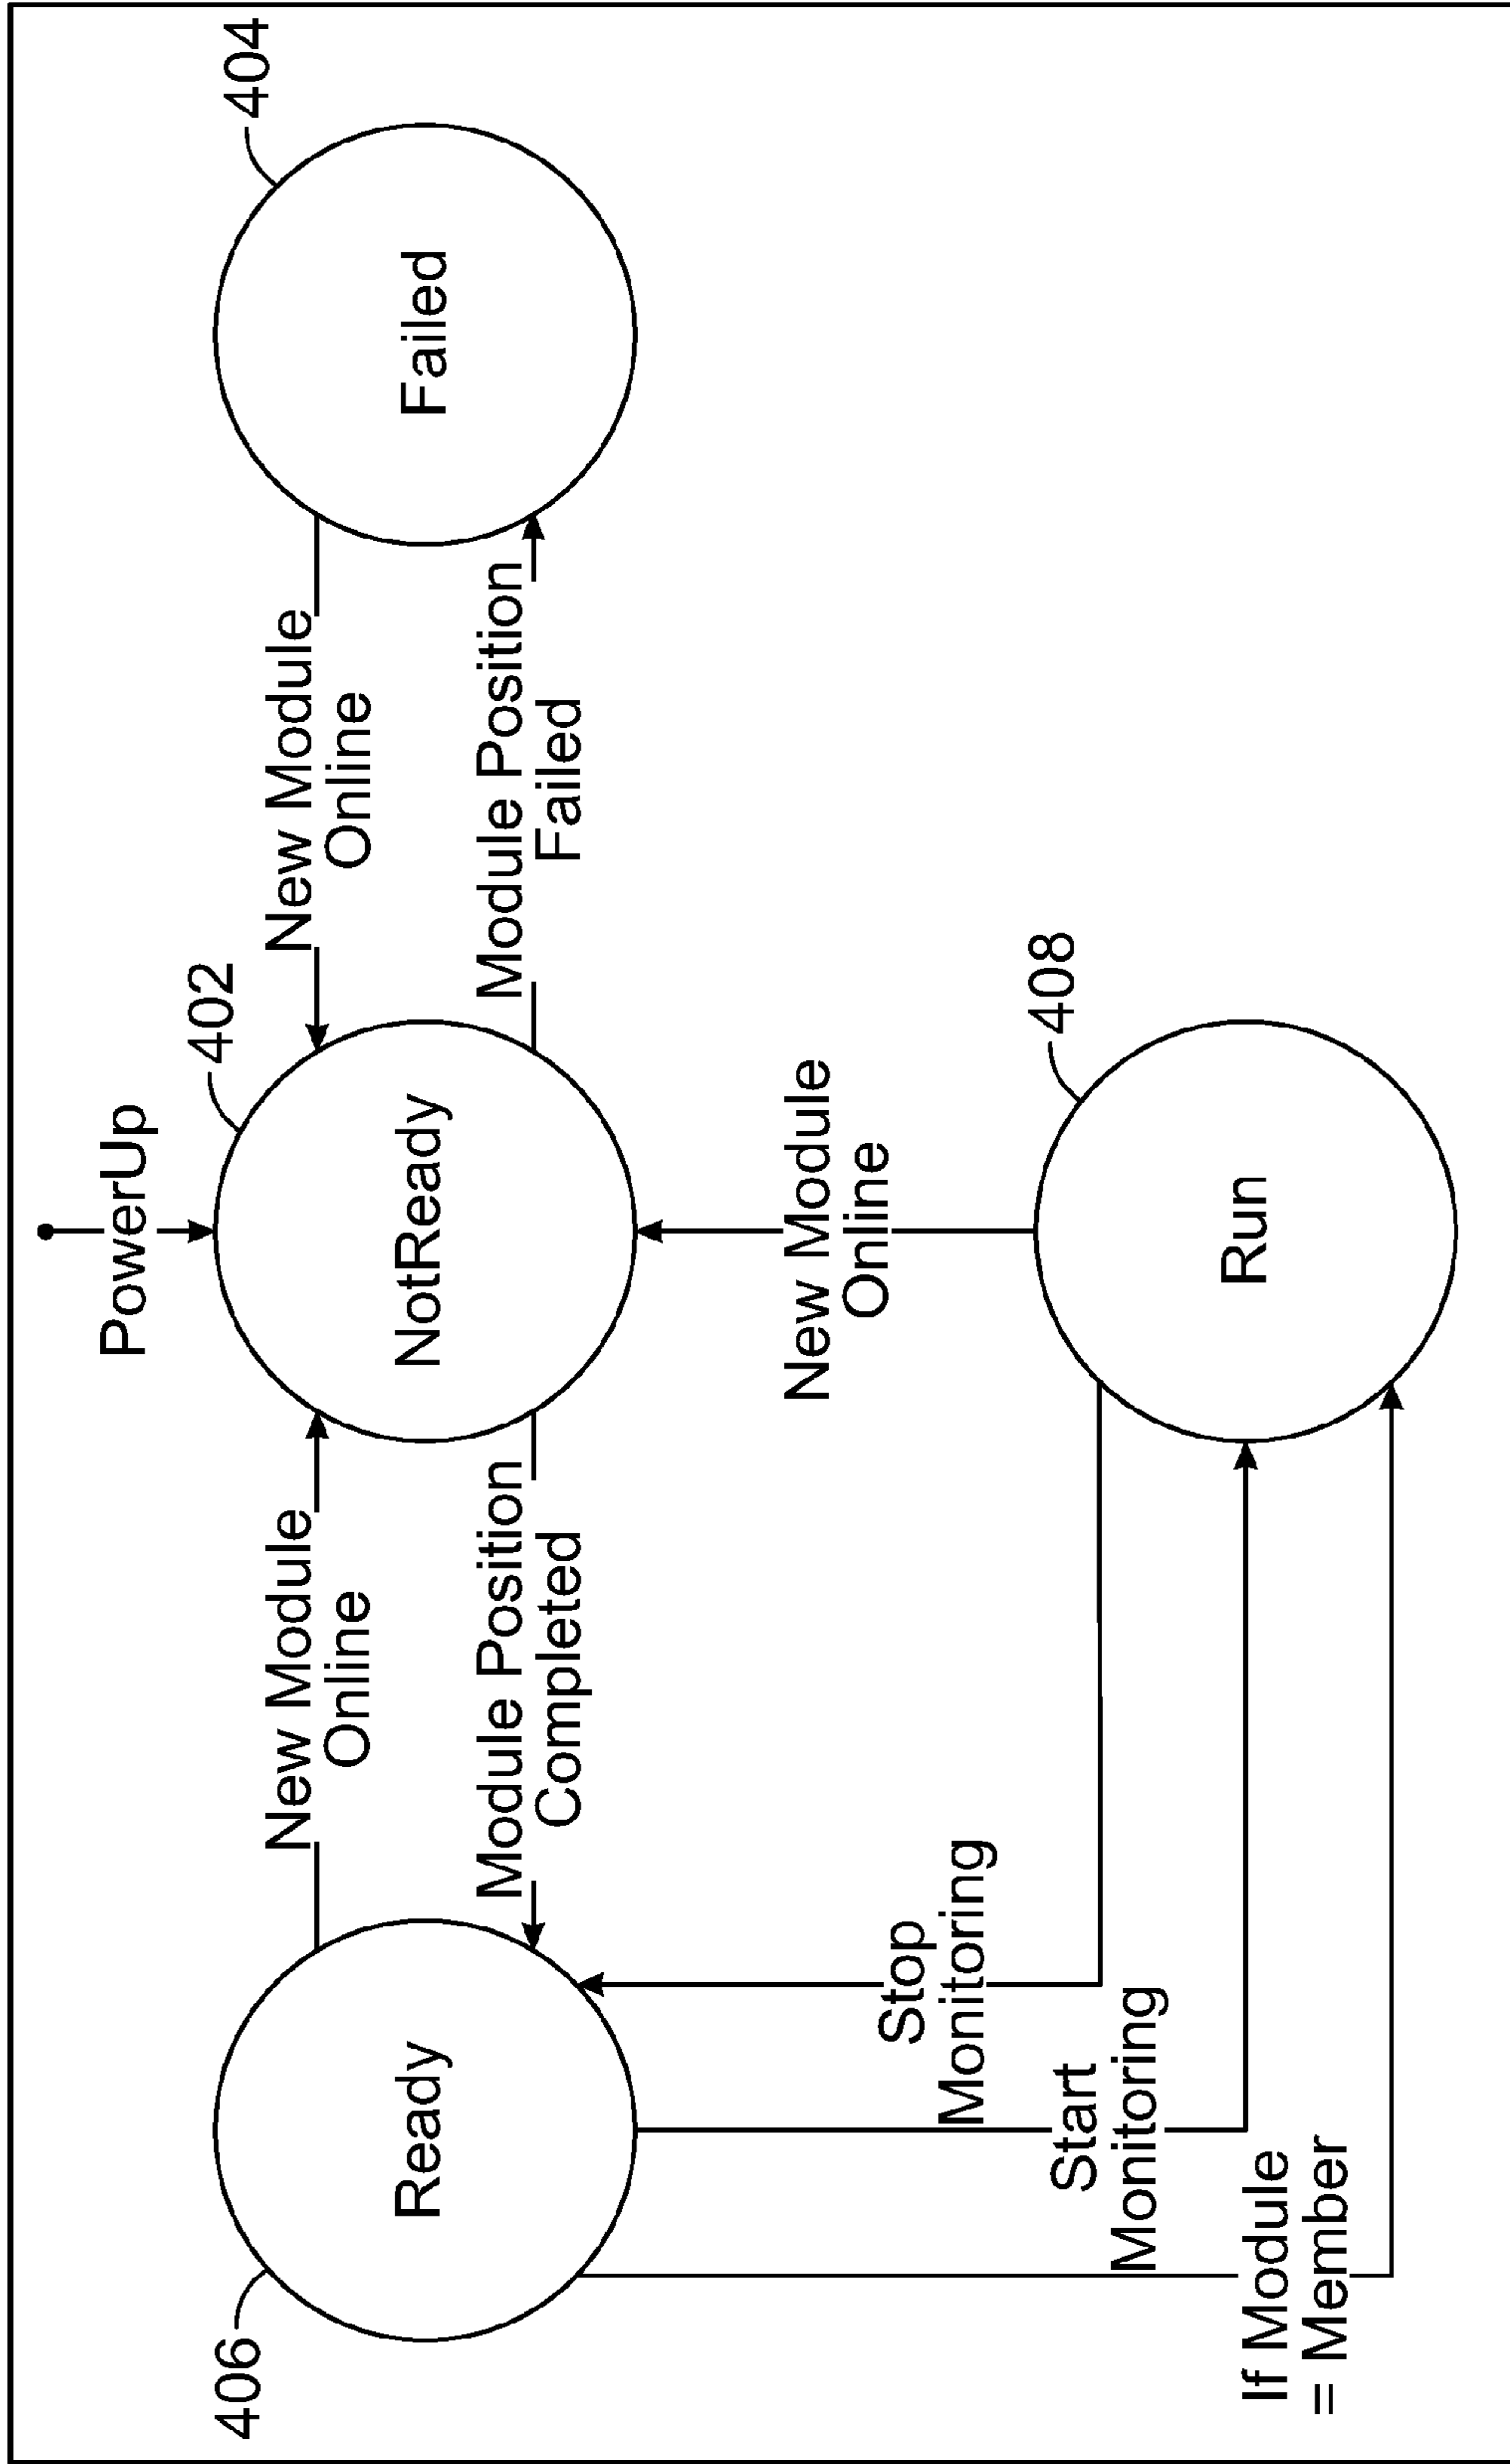 PowerUp
406
402
404
New Module
Online
New Module
Online
Ready
NotReady
Failed
Module Position
Completed
Module Position
Failed
New Module
Online
Stop
Monitoring
408
Start
Monitoring
Run
If Module
= Member